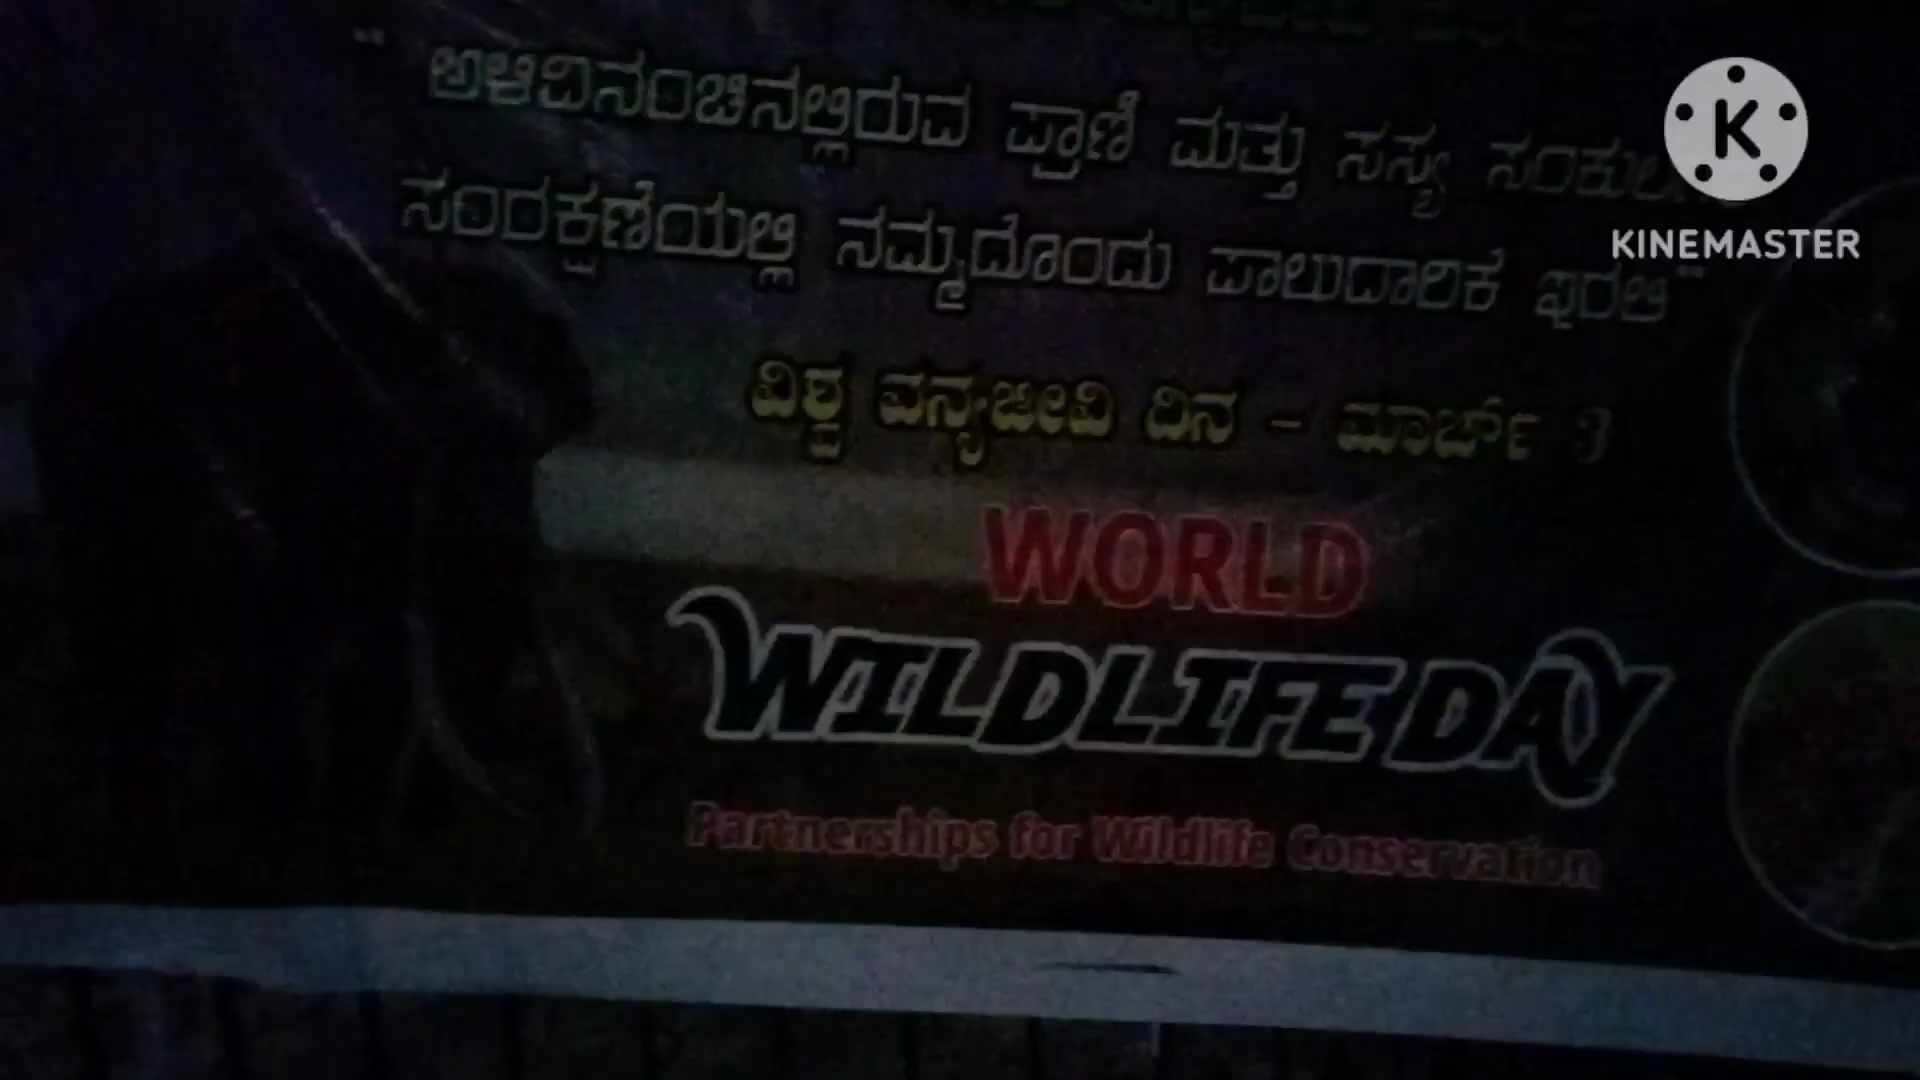 " ಅಳಿವಿನಂಚಿನಲ್ಲಿರುವ ಪ್ರಾಣಿ ಮತ್ತು ಸಸ್ಯ
ಸಂರಕ್ಷಣೆಯಲ್ಲಿ ನಮ್ಮದೊಂದು ಪಾಲುದಾರಿಕೆ ಇರಲಿ"
ವಿಶ್ವ ವನ್ಯಜೀವಿ ದಿನ - ಮಾರ್ಚ್ 3
WORLD
WILDLIFE DAY
Partnerships for Wildlife Conservation
K
KINEMASTER